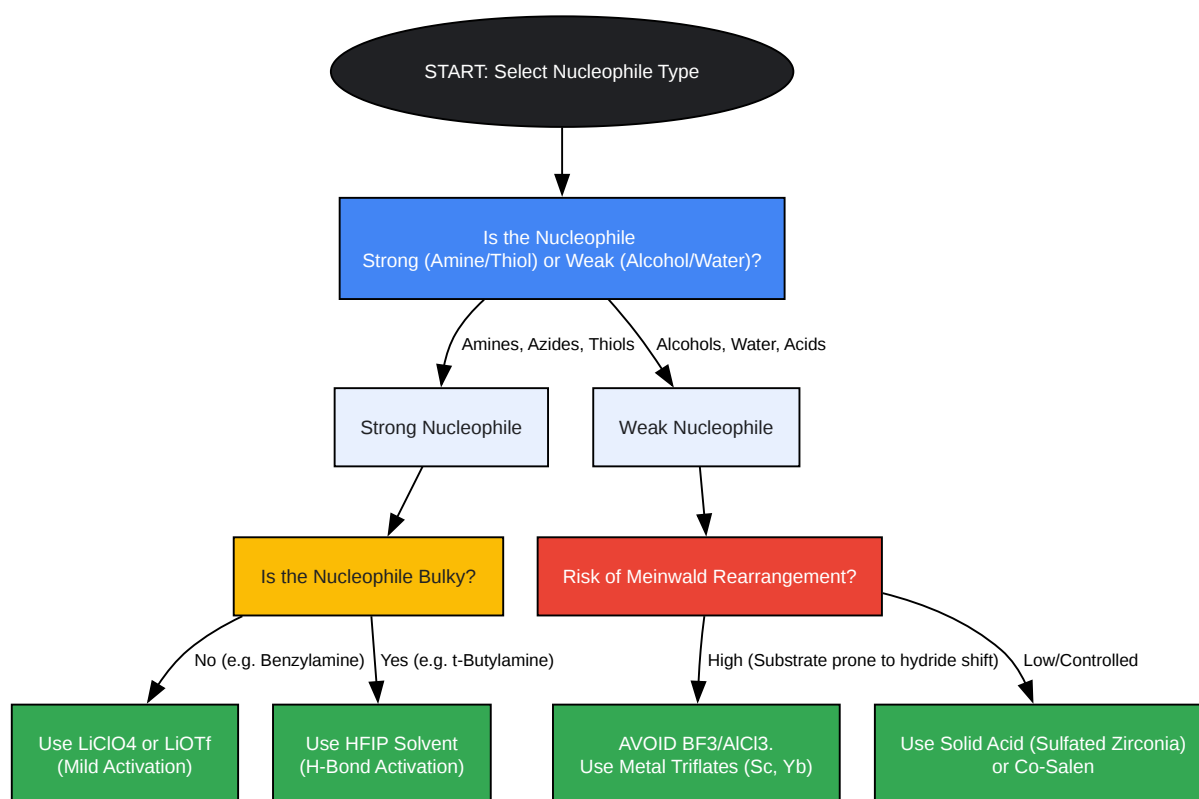 START: Select Nucleophile Type
Is the Nucleophile
Strong (Amine/Thiol) or Weak (Alcohol/Water)?
Amines, Azides, Thiols
Alcohols, Water, Acids
Strong Nucleophile
Weak Nucleophile
Is the Nucleophile Bulky?
Risk of Meinwald Rearrangement?
No (e.g. Benzylamine)
Yes (e.g. t-Butylamine)
High (Substrate prone to hydride shift)
Low/Controlled
Use LiClO4 or LiOTf
(Mild Activation)
Use HFIP Solvent
(H-Bond Activation)
AVOID BF3/AlCl3.
Use Metal Triflates (Sc, Yb)
Use Solid Acid (Sulfated Zirconia)
or Co-Salen